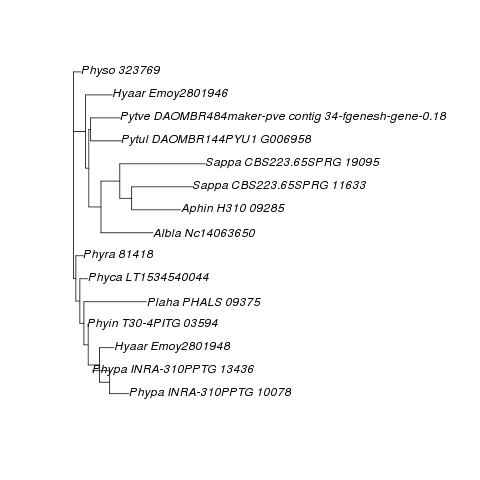 Physo 323769
Hyaar Emoy2801946
Pytve DAOMBR484maker-pve contig 34-fgenesh-gene-0.18
Pytul DAOMBR144PYU1 G006958
Sappa CBS223.65SPRG 19095
Sappa CBS223.65SPRG 11633
Aphin H310 09285
Albla Nc14063650
Phyra 81418
Phyca LT1534540044
Plaha PHALS 09375
Phyin T30-4PITG 03594
Hyaar Emoy2801948
Phypa INRA-310PPTG 13436
Phypa INRA-310PPTG 10078